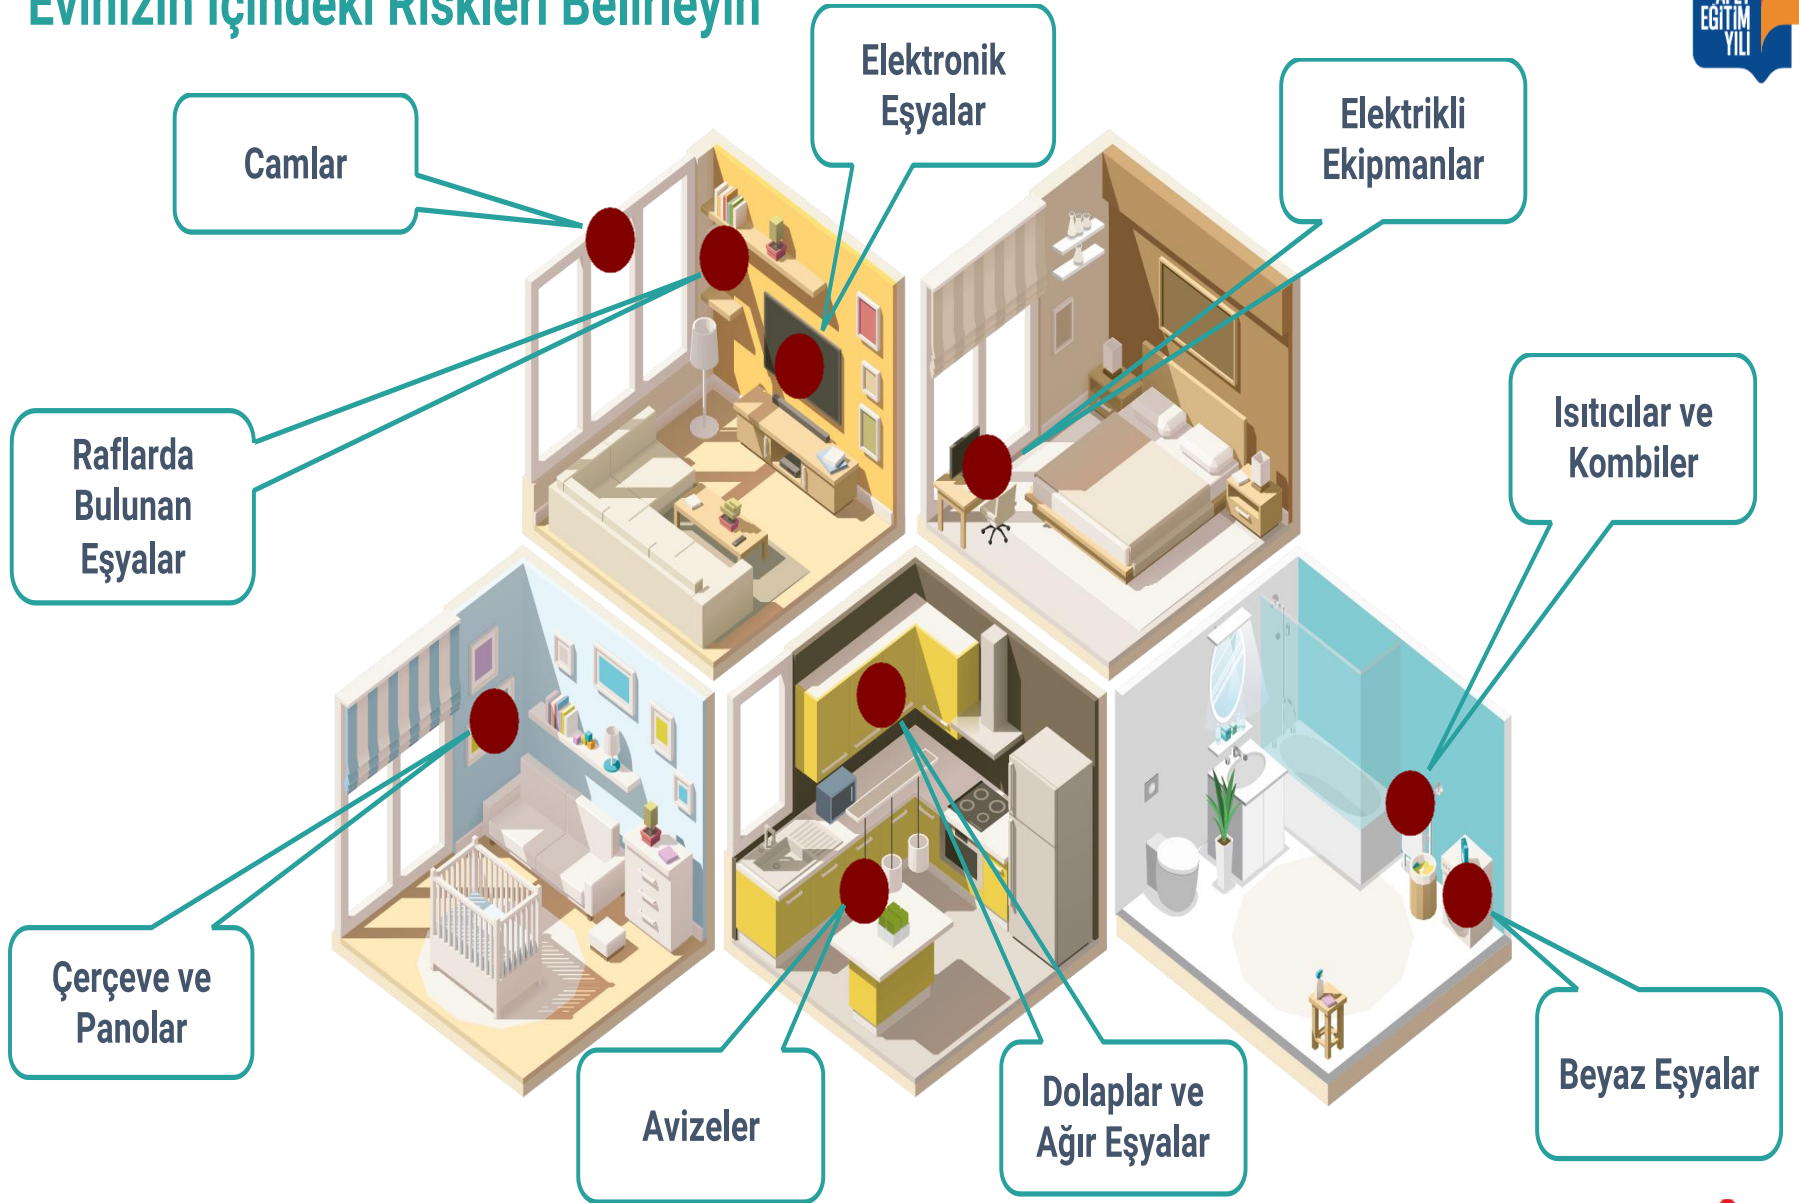 Evinizin İçindeki Riskleri Belirleyin
EĞİTİM
YILI
Elektronik
Eşyalar
Elektrikli
Ekipmanlar
Camlar
Isıtıcılar ve
Kombiler
Raflarda
Bulunan
Eşyalar
Çerçeve ve
Panolar
Avizeler
Dolaplar ve
Ağır Eşyalar
Beyaz Eşyalar